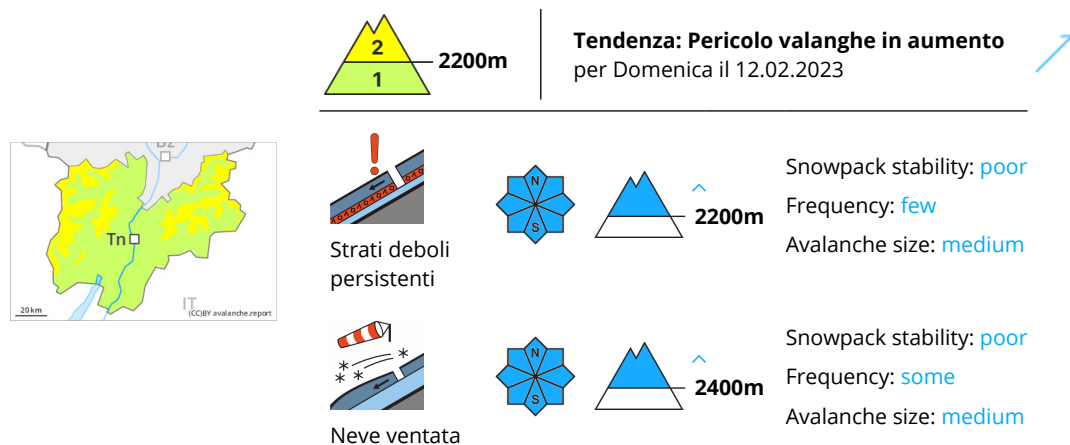 2
1
2200m
Tendenza: Pericolo valanghe in aumento
per Domenica il 12.02.2023
BZ
Tn
IT
20 km
(CC)BY avalanche.report
N
S
2200m
Strati deboli
persistenti
Snowpack stability: poor
Frequency: few
Avalanche size: medium
N
S
2400m
Neve ventata
Snowpack stability: poor
Frequency: some
Avalanche size: medium